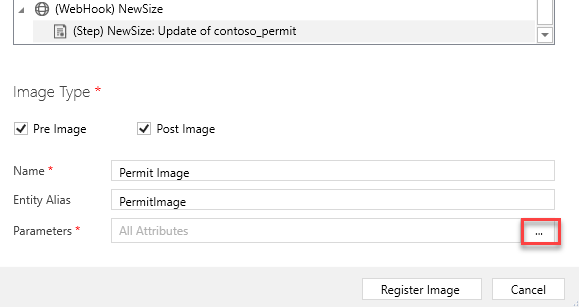 (WebHook) NewSize
(Step) NewSize: Update of contoso_permit
Image Type *
Pre Image Post Image
Name * Permit Image
Entity Alias PermitImage
Parameters * All Attributes ...
Register Image Cancel